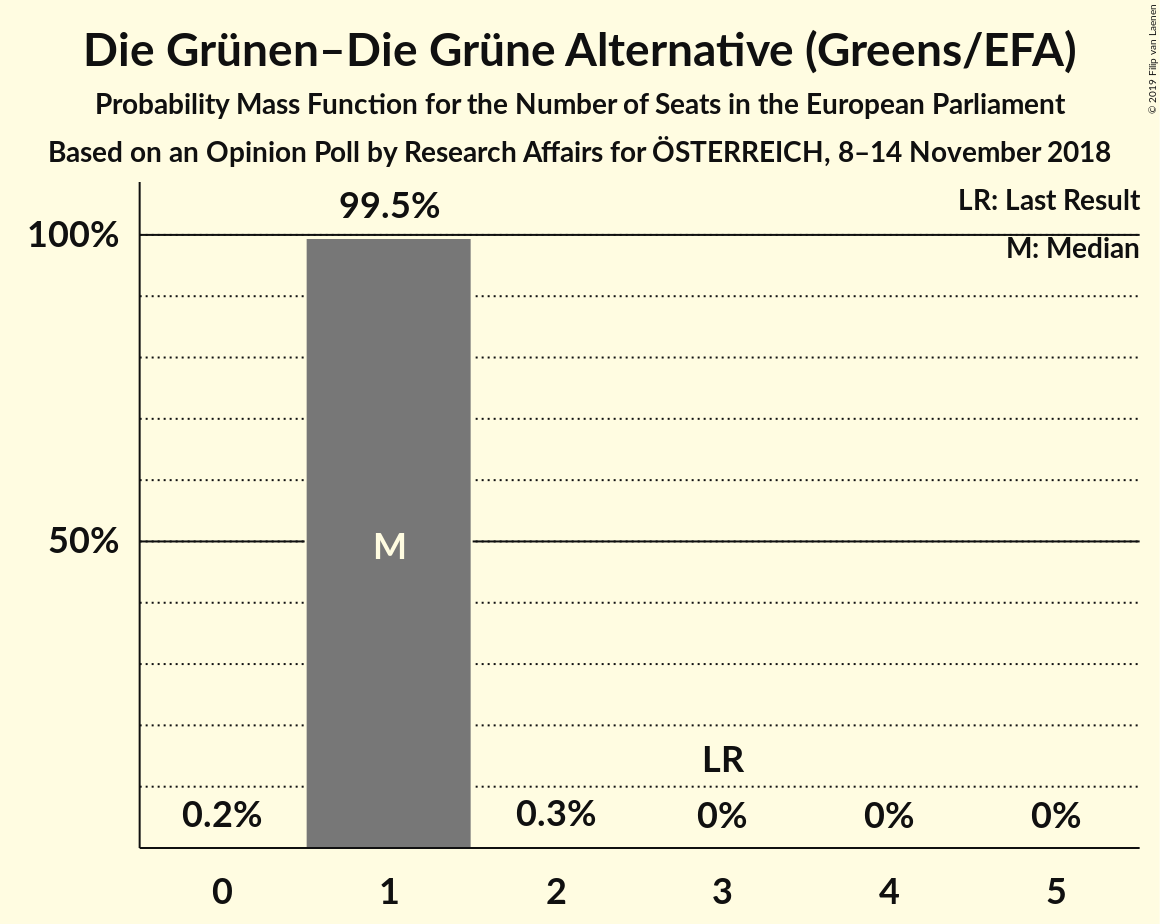 Die Grünen–Die Grüne Alternative (Greens/EFA)
Probability Mass Function for the Number of Seats in the European Parliament
Based on an Opinion Poll by Research Affairs for ÖSTERREICH, 8–14 November 2018
© 2019 Filip van Laenen
LR: Last Result
M: Median
99.5%
100%
50%
M
LR
0.2%
0.3%
0%
0%
0%
0 1 2 3 4 5